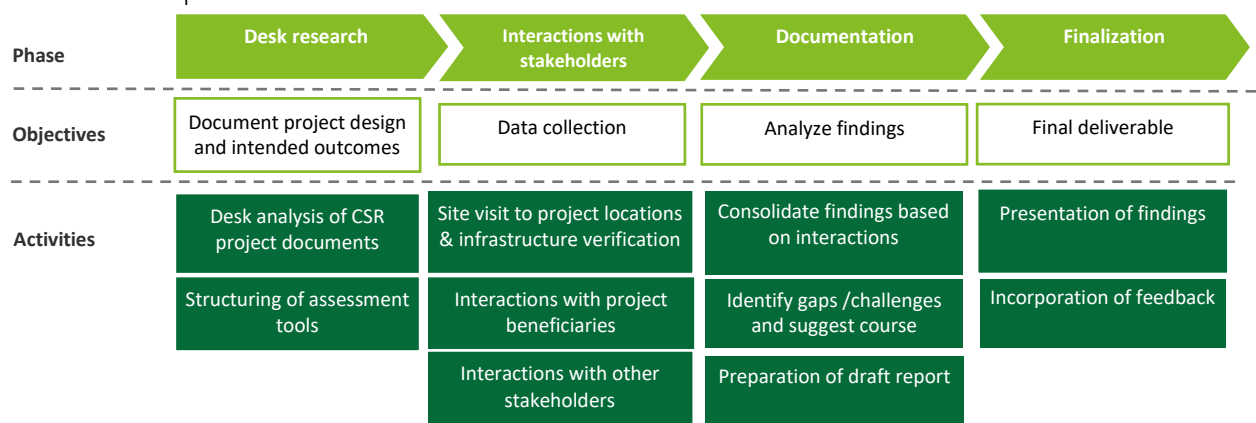 Phase
Desk research
Interactions with
stakeholders
Documentation
Finalization
Objectives
Document project design
and intended outcomes
Data collection
Analyze findings
Final deliverable
Activities
Desk analysis of CSR
project documents
Site visit to project locations
& infrastructure verification
Consolidate findings based
on interactions
Presentation of findings
Structuring of assessment
tools
Interactions with project
beneficiaries
Identify gaps /challenges
and suggest course
Incorporation of feedback
Interactions with other
stakeholders
Preparation of draft report